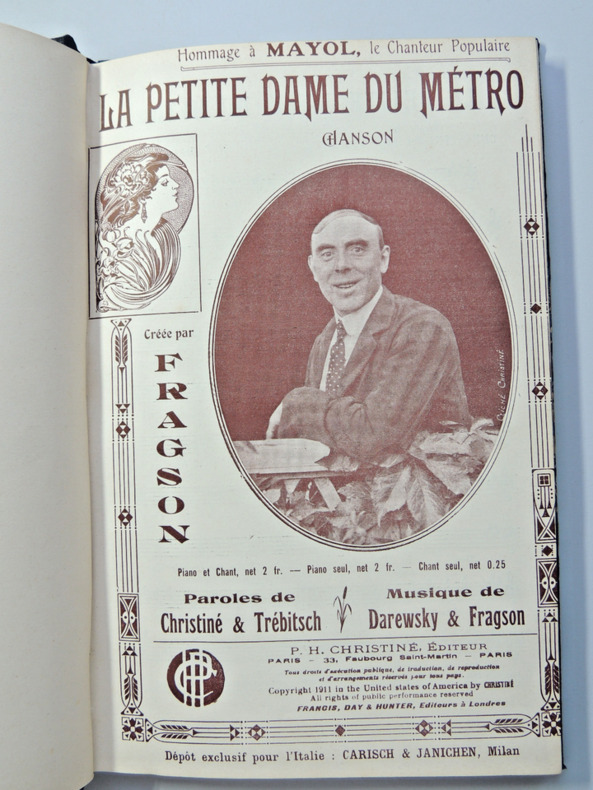 Hommage à MAYOL, le Chanteur Populaire
LA PETITE DAME DU MÉTRO
CHANSON
Créée par
FRAGSON
CLICHÉ CHRISTINÉ
Piano et Chant, net 2 fr. — Piano seul, net 2 fr. — Chant seul, net 0.25
Paroles de
Christiné & Trébitsch
Musique de
Darewsky & Fragson
P. H. CHRISTINÉ, ÉDITEUR
PARIS - 33, Faubourg Saint-Martin - PARIS
Tous droits d'exécution publique, de traduction, de reproduction
et d'arrangements réservés pour tous pays.
Copyright 1911 in the United states of America by CHRISTINÉ
All rights of public performance reserved
FRANCIS, DAY & HUNTER, Editeurs à Londres
Dépôt exclusif pour l'Italie : CARISCH & JANICHEN, Milan